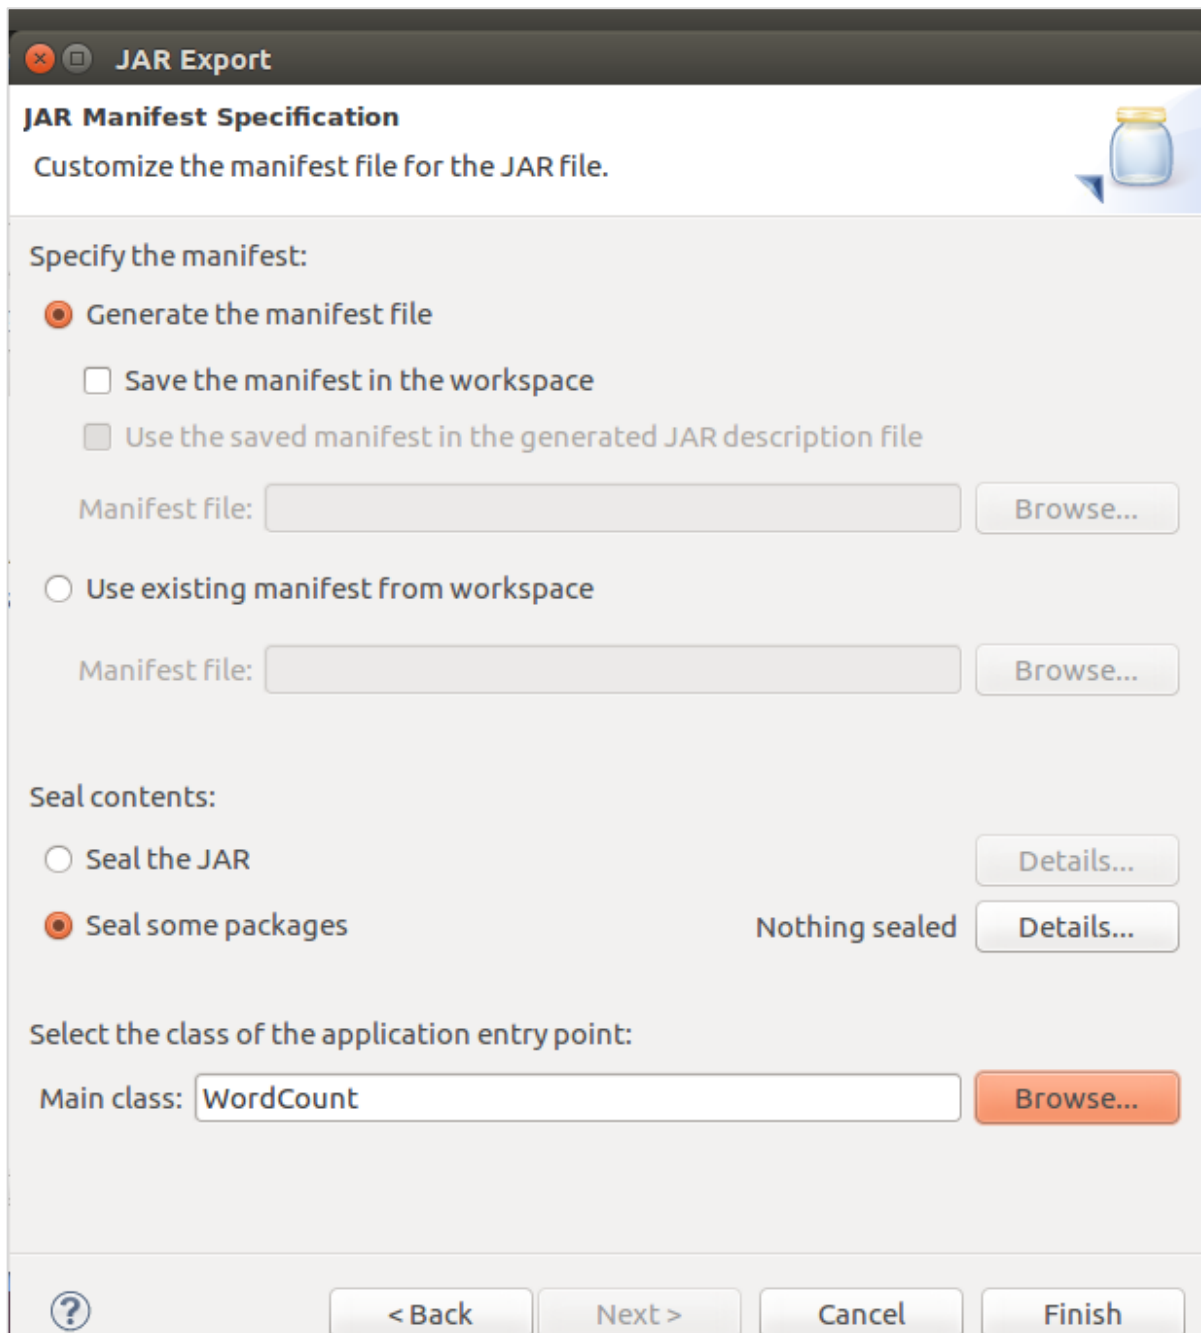 JAR Export
JAR Manifest Specification
Customize the manifest file for the JAR file.
Specify the manifest:
Generate the manifest file
Save the manifest in the workspace
Use the saved manifest in the generated JAR description file
Manifest file: Browse...
Use existing manifest from workspace
Manifest file: Browse...
Seal contents:
Seal the JAR Details...
Seal some packages Nothing sealed Details...
Select the class of the application entry point:
Main class: WordCount Browse...
? < Back Next > Cancel Finish